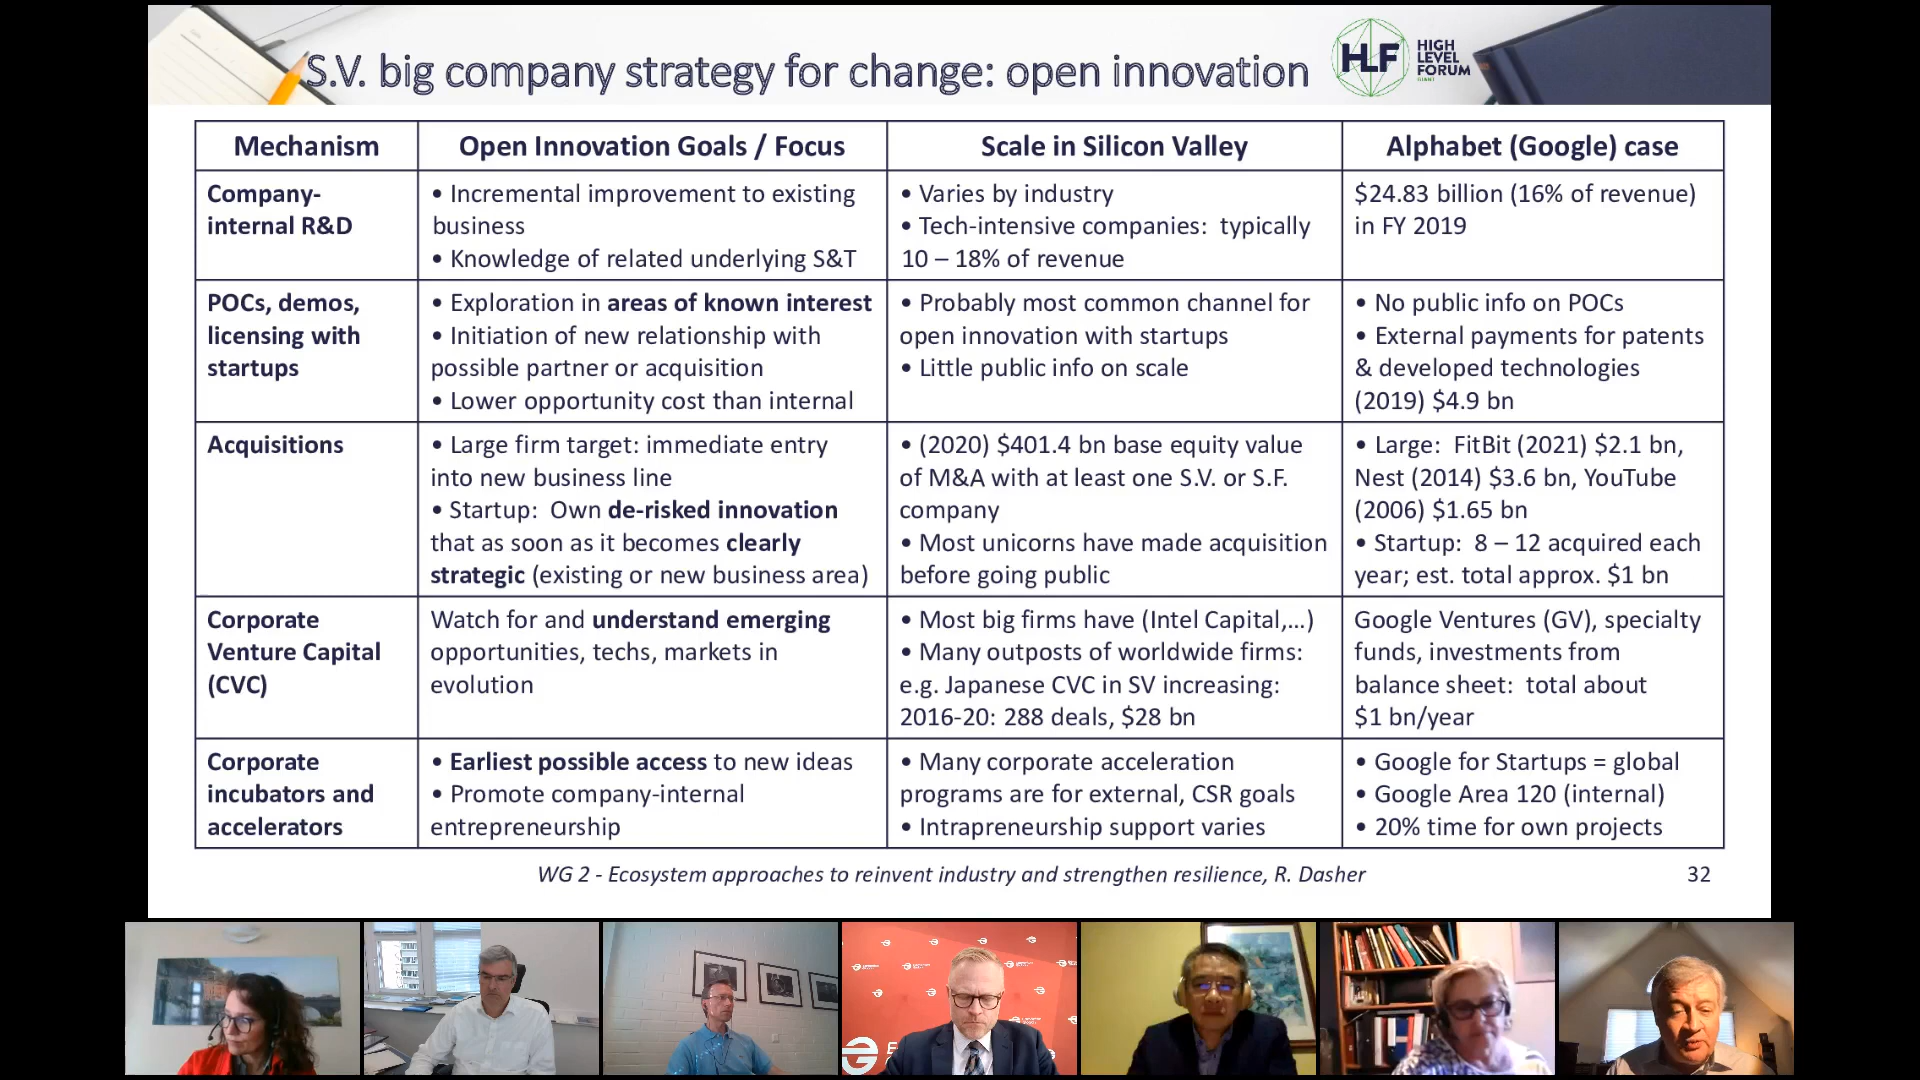 S.V. big company strategy for change: open innovation
HLF
HIGH
LEVEL
FORUM
GIANT
Mechanism
Open Innovation Goals / Focus
Scale in Silicon Valley
Alphabet (Google) case
Company-
internal R&D
• Incremental improvement to existing
business
• Knowledge of related underlying S&T
• Varies by industry
• Tech-intensive companies: typically
10 – 18% of revenue
$24.83 billion (16% of revenue)
in FY 2019
POCs, demos,
licensing with
startups
• Exploration in areas of known interest
• Initiation of new relationship with
possible partner or acquisition
• Lower opportunity cost than internal
• Probably most common channel for
open innovation with startups
• Little public info on scale
• No public info on POCs
• External payments for patents
& developed technologies
(2019) $4.9 bn
Acquisitions
• Large firm target: immediate entry
into new business line
• Startup: Own de-risked innovation
that as soon as it becomes clearly
strategic (existing or new business area)
• (2020) $401.4 bn base equity value
of M&A with at least one S.V. or S.F.
company
• Most unicorns have made acquisition
before going public
• Large: FitBit (2021) $2.1 bn,
Nest (2014) $3.6 bn, YouTube
(2006) $1.65 bn
• Startup: 8 – 12 acquired each
year; est. total approx. $1 bn
Corporate
Venture Capital
(CVC)
Watch for and understand emerging
opportunities, techs, markets in
evolution
• Most big firms have (Intel Capital,...)
• Many outposts of worldwide firms:
e.g. Japanese CVC in SV increasing:
2016-20: 288 deals, $28 bn
Google Ventures (GV), specialty
funds, investments from
balance sheet: total about
$1 bn/year
Corporate
incubators and
accelerators
• Earliest possible access to new ideas
• Promote company-internal
entrepreneurship
• Many corporate acceleration
programs are for external, CSR goals
• Intrapreneurship support varies
• Google for Startups = global
• Google Area 120 (internal)
• 20% time for own projects
WG 2 - Ecosystem approaches to reinvent industry and strengthen resilience, R. Dasher
32